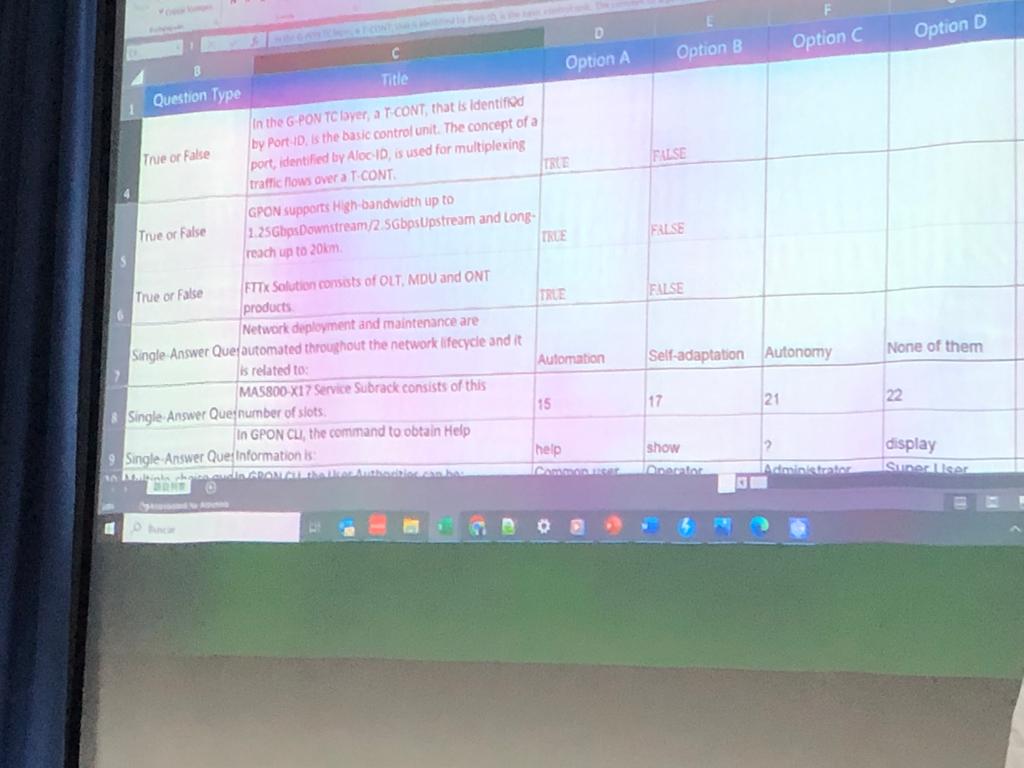 B
C
D
E
F
Question Type
Title
Option A
Option B
Option C
Option D
1
4
True or False
In the G-PON TC layer, a T-CONT, that is identified
by Port-ID, is the basic control unit. The concept of a
port, identified by Aloc-ID, is used for multiplexing
traffic flows over a T-CONT.
TRUE
FALSE
5
True or False
GPON supports High-bandwidth up to
1.25GbpsDownstream/2.5GbpsUpstream and Long-
reach up to 20km.
TRUE
FALSE
6
True or False
FTTx Solution consists of OLT, MDU and ONT
products.
TRUE
FALSE
7
Single-Answer Que
Network deployment and maintenance are
automated throughout the network lifecycle and it
is related to:
Automation
Self-adaptation
Autonomy
None of them
8
Single-Answer Que
MA5800-X17 Service Subrack consists of this
number of slots.
15
17
21
22
9
Single-Answer Que
In GPON CLI, the command to obtain Help
Information is:
help
show
?
display
10
In GPON CLI, the User Authorities can be:
Common user
Operator
Administrator
Super User
Buscar